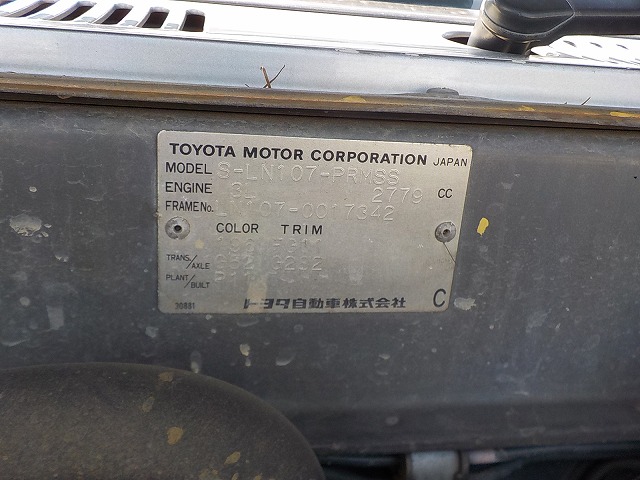 TOYOTA MOTOR CORPORATION JAPAN
MODEL S-LN107-PRMSS
ENGINE 3L 2779 CC
FRAME No. LN107-0017342
COLOR TRIM
TRANS/AXLE
PLANT/BUILT
30881 トヨタ自動車株式会社 C